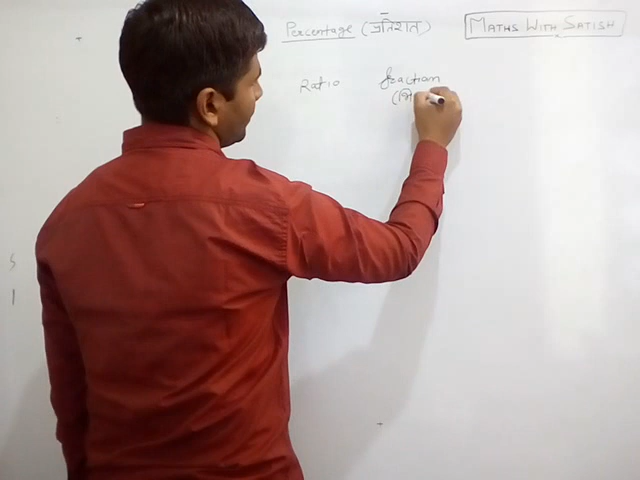 Percentage (प्रतिशत) MATHS WITH SATISH
Ratio fraction
(भि